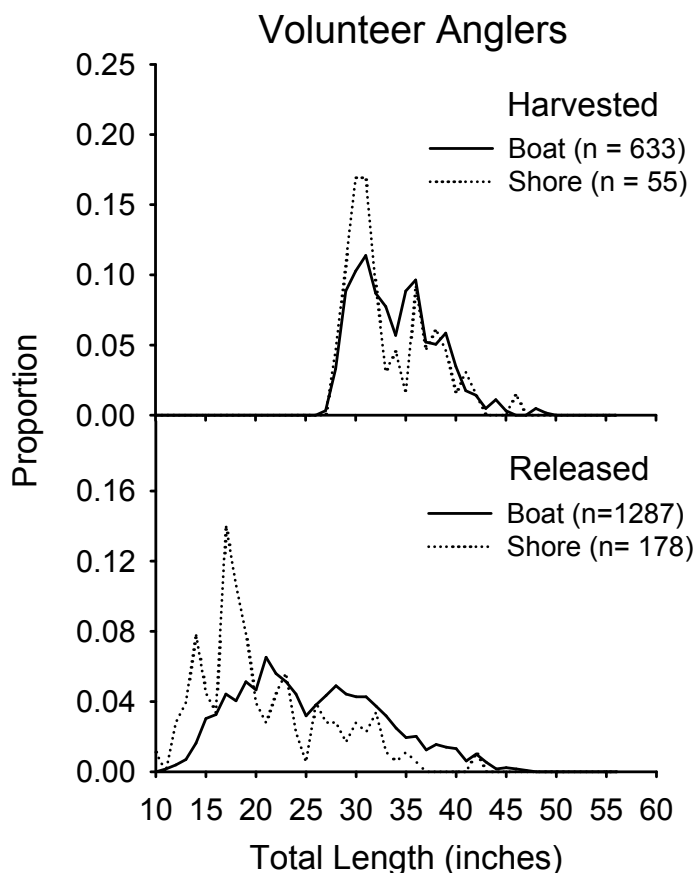 Volunteer Anglers
0.25
Harvested
0.20
Boat (n = 633)
Shore (n = 55)
0.15
0.10
0.05
0.00
Proportion
Released
0.16
Boat (n=1287)
Shore (n= 178)
0.12
0.08
0.04
0.00
10 15 20 25 30 35 40 45 50 55 60
Total Length (inches)